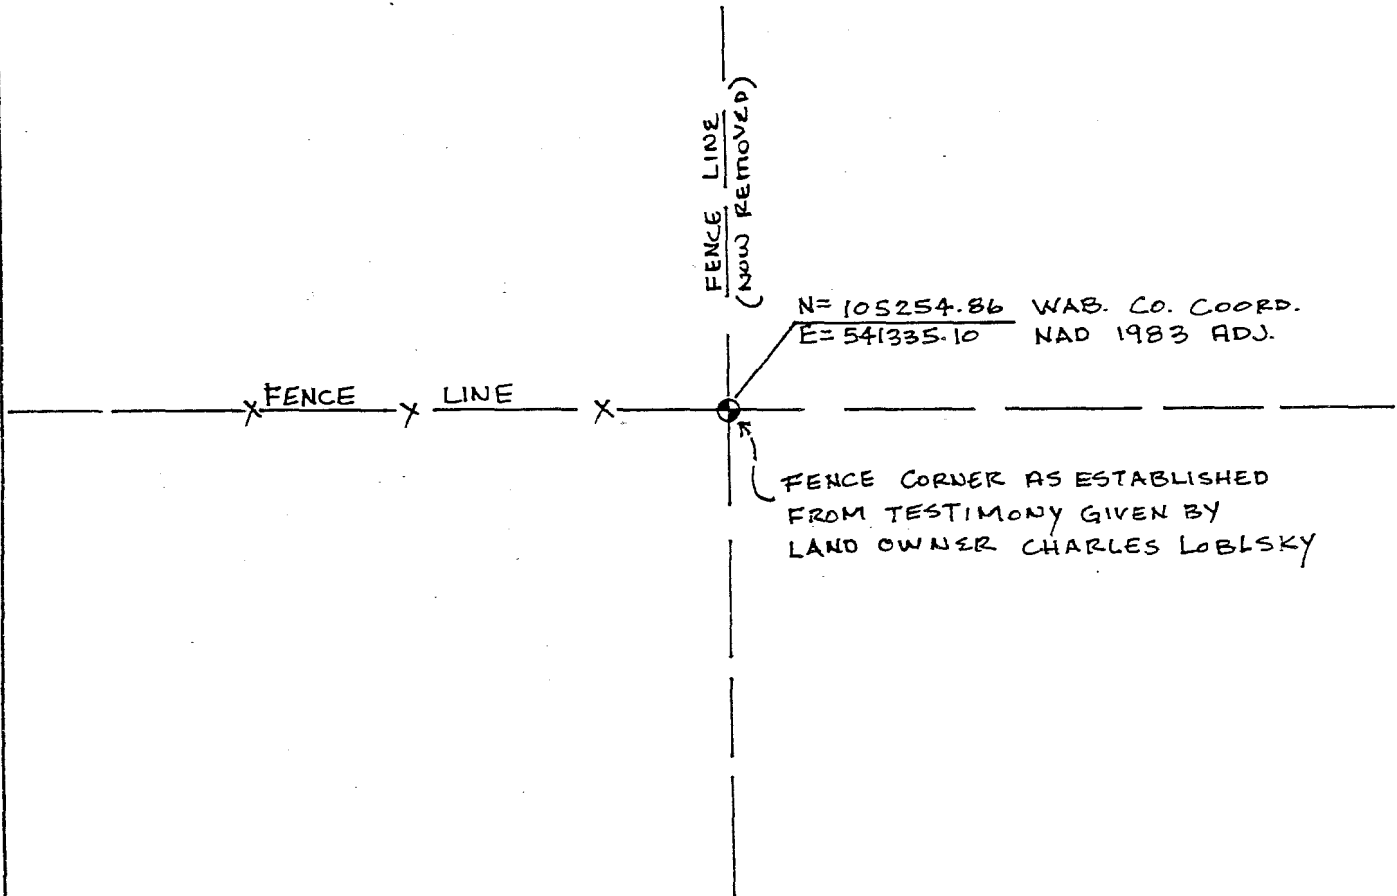 FENCE LINE
(NOW REMOVED)
N= 105254.86 WAB. CO. COORD.
E= 541335.10 NAD 1983 ADJ.
FENCE LINE
FENCE CORNER AS ESTABLISHED
FROM TESTIMONY GIVEN BY
LAND OWNER CHARLES LOBLSKY